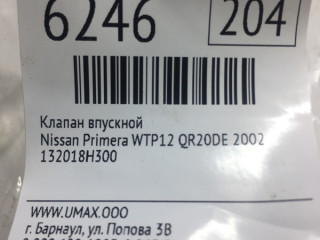 6246
204
Клапан впускной
Nissan Primera WTP12 QR20DE 2002
132018H300
WWW.UMAX.OOO
г. Барнаул, ул. Попова 3В